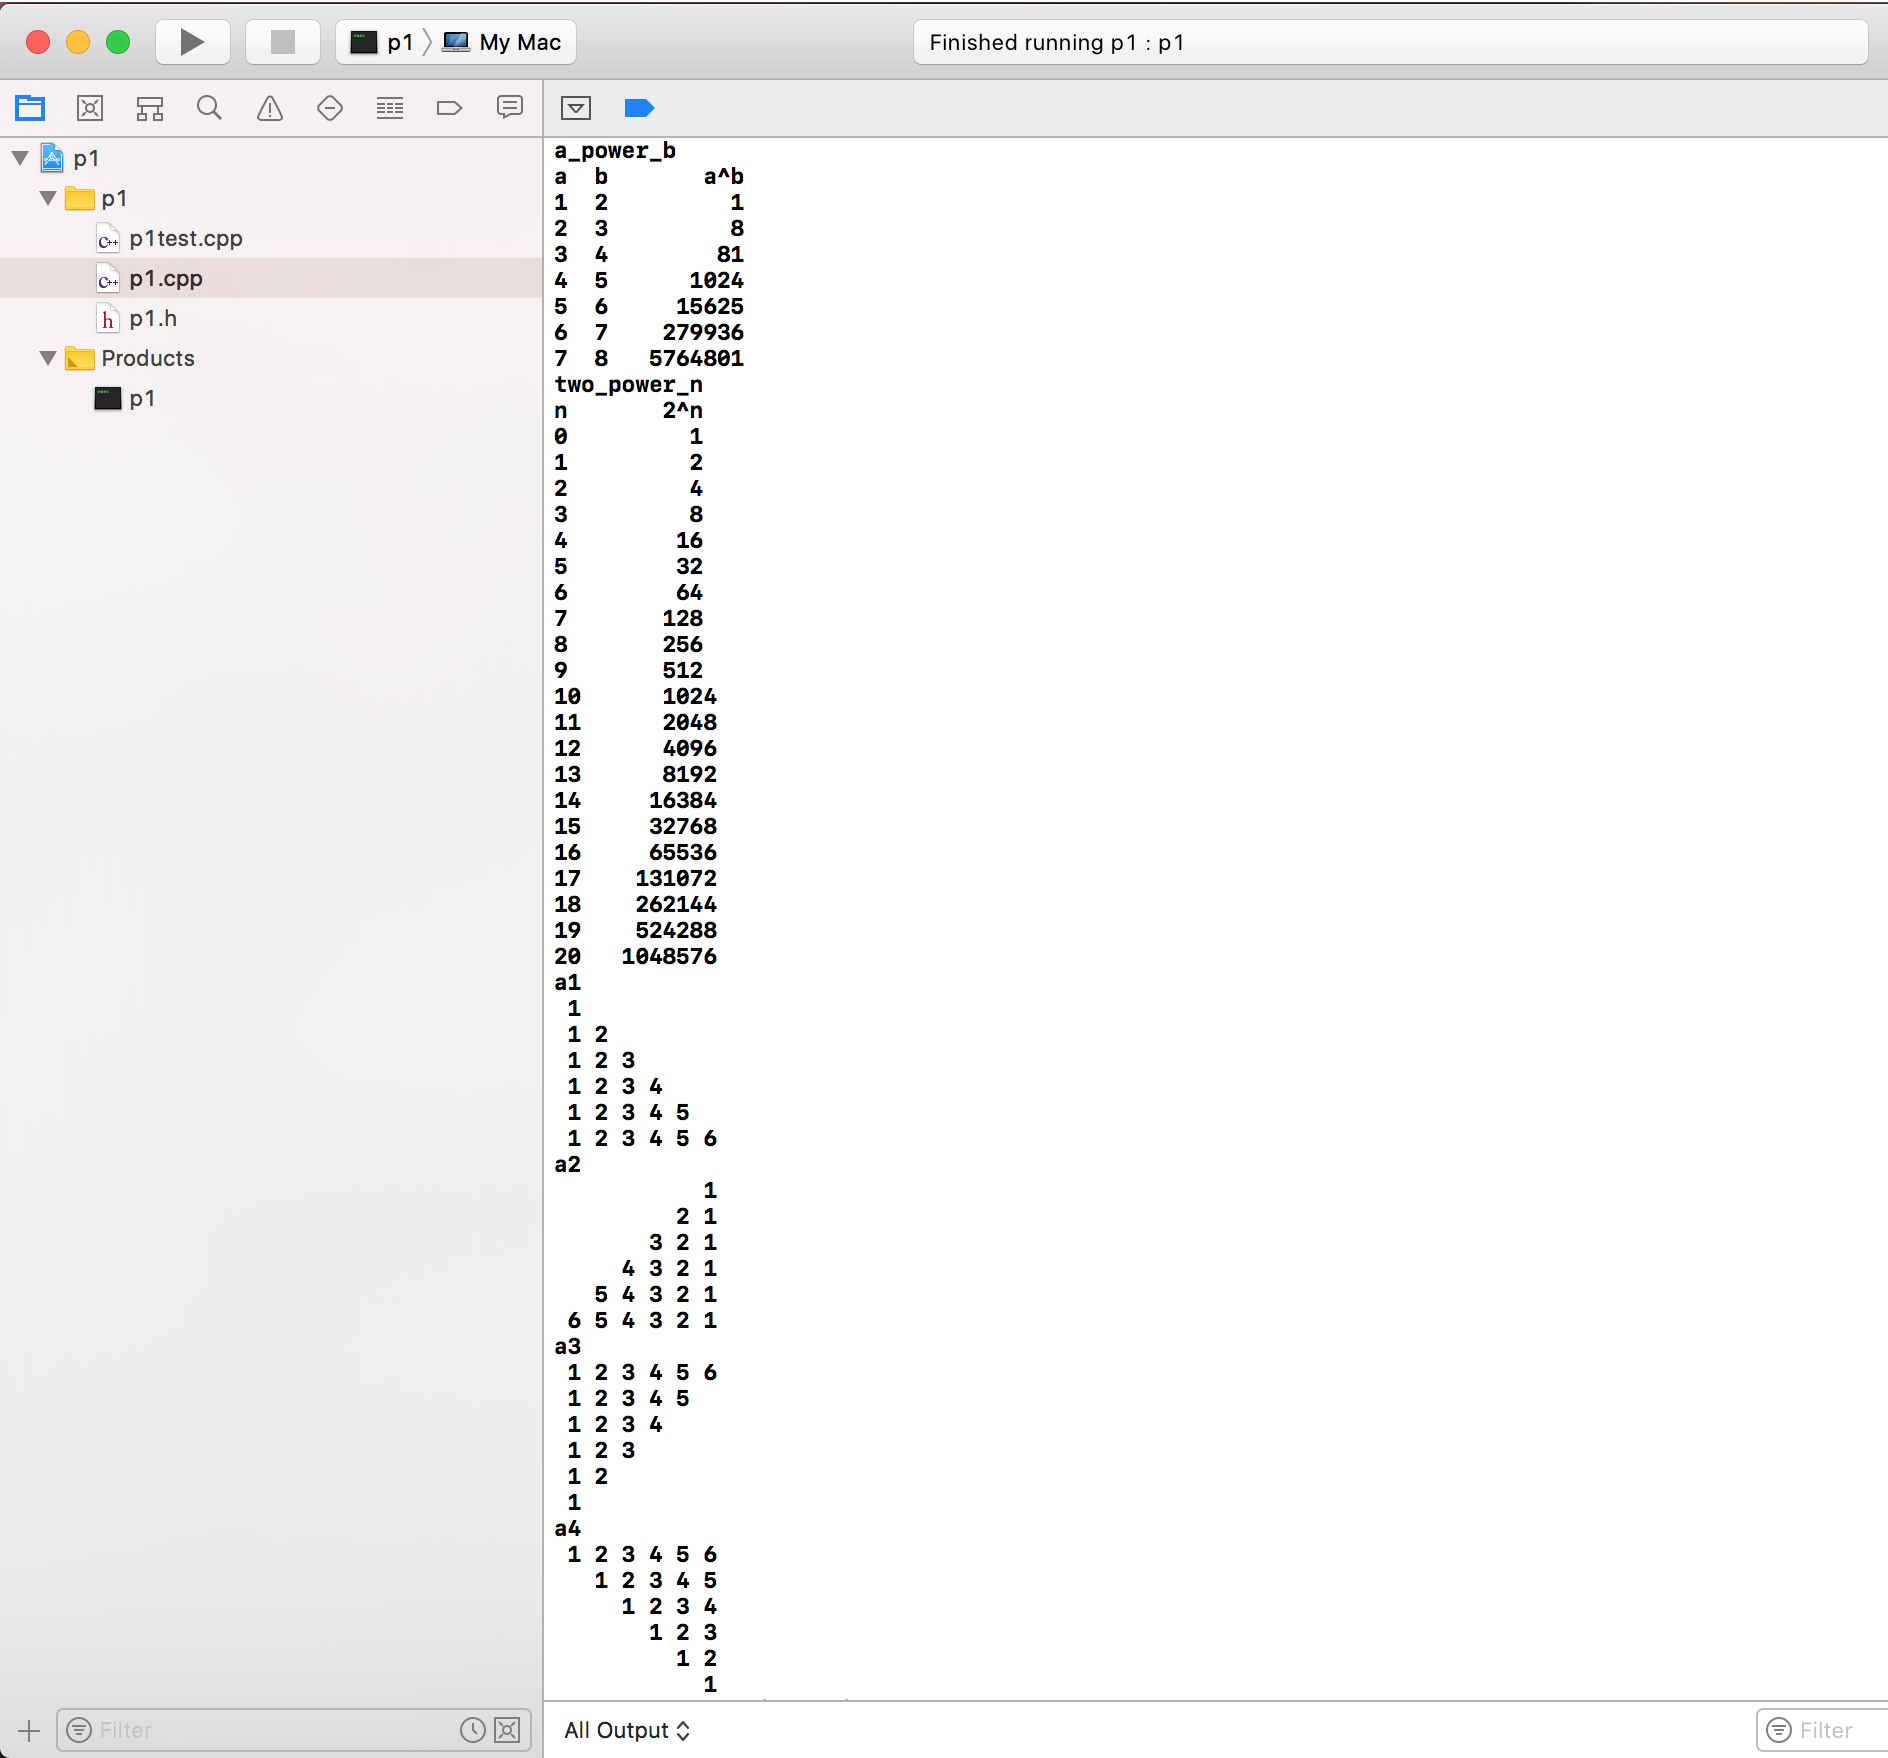 p1 〉 My Mac
Finished running p1 : p1
p1
p1
p1test.cpp
p1.cpp
p1.h
Products
p1
Filter
a_power_b
a  b       a^b
1  2         1
2  3         8
3  4        81
4  5      1024
5  6     15625
6  7    279936
7  8   5764801
two_power_n
n       2^n
0         1
1         2
2         4
3         8
4        16
5        32
6        64
7       128
8       256
9       512
10      1024
11      2048
12      4096
13      8192
14     16384
15     32768
16     65536
17    131072
18    262144
19    524288
20   1048576
a1
 1
 1 2
 1 2 3
 1 2 3 4
 1 2 3 4 5
 1 2 3 4 5 6
a2
           1
         2 1
       3 2 1
     4 3 2 1
   5 4 3 2 1
 6 5 4 3 2 1
a3
 1 2 3 4 5 6
 1 2 3 4 5
 1 2 3 4
 1 2 3
 1 2
 1
a4
 1 2 3 4 5 6
   1 2 3 4 5
     1 2 3 4
       1 2 3
         1 2
           1
All Output
Filter